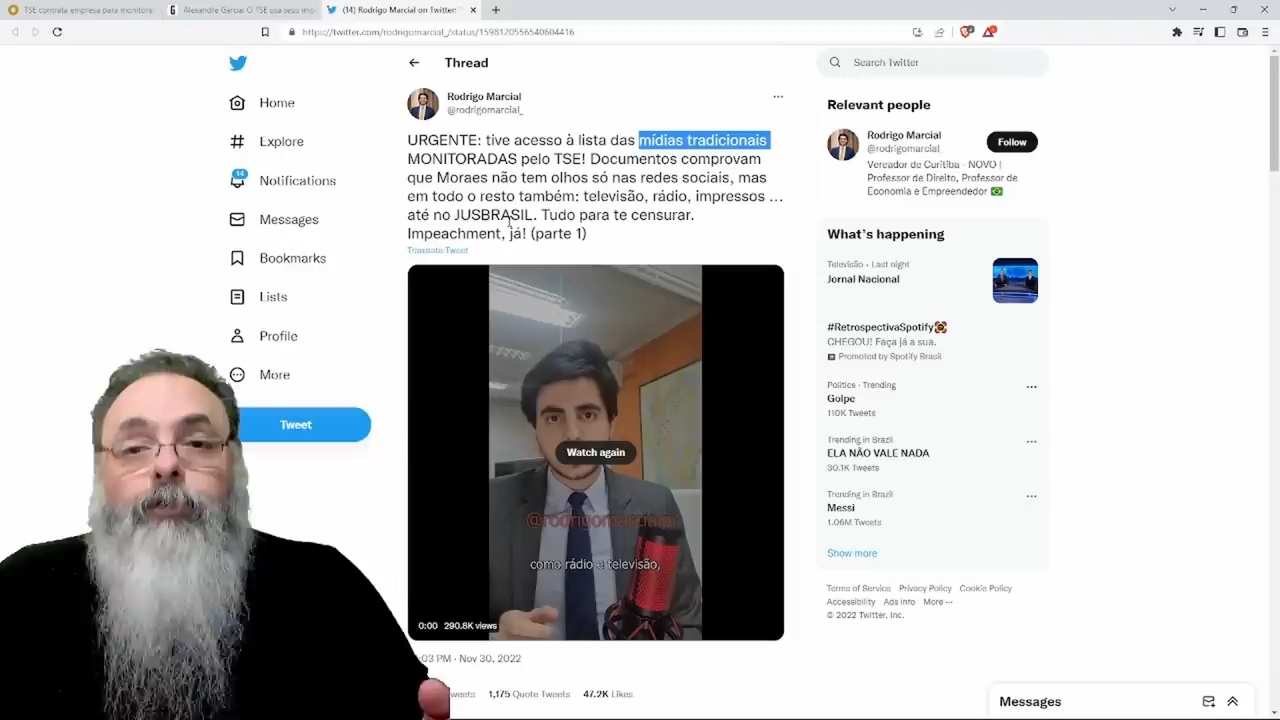 TSE contrata empresa para monitorar
Alexandre Garcia: O TSE usa seus imp
(14) Rodrigo Marcial on Twitter: "
https://twitter.com/rodrigomarcial_/status/1598120556540604416
Thread
Search Twitter
Home
Explore
14
Notifications
Messages
Bookmarks
Lists
Profile
More
Tweet
Rodrigo Marcial
@rodrigomarcial_
URGENTE: tive acesso à lista das mídias tradicionais
MONITORADAS pelo TSE! Documentos comprovam
que Moraes não tem olhos só nas redes sociais, mas
em todo o resto também: televisão, rádio, impressos ...
até no JUSBRASIL. Tudo para te censurar.
Impeachment, já! (parte 1)
Translate Tweet
Watch again
@rodrigomarcialpr
como rádio e televisão,
0:00 290.8K views
:03 PM · Nov 30, 2022
weets 1,175 Quote Tweets 47.2K Likes
Relevant people
Rodrigo Marcial
@rodrigomarcial_
Follow
Vereador de Curitiba - NOVO |
Professor de Direito, Professor de
Economia e Empreendedor
What's happening
Televisão · Last night
Jornal Nacional
#RetrospectivaSpotify
CHEGOU! Faça já a sua.
Promoted by Spotify Brasil
Politics · Trending
Golpe
110K Tweets
Trending in Brazil
ELA NÃO VALE NADA
30.1K Tweets
Trending in Brazil
Messi
1.06M Tweets
Show more
Terms of Service Privacy Policy Cookie Policy
Accessibility Ads info More ···
© 2022 Twitter, Inc.
Messages